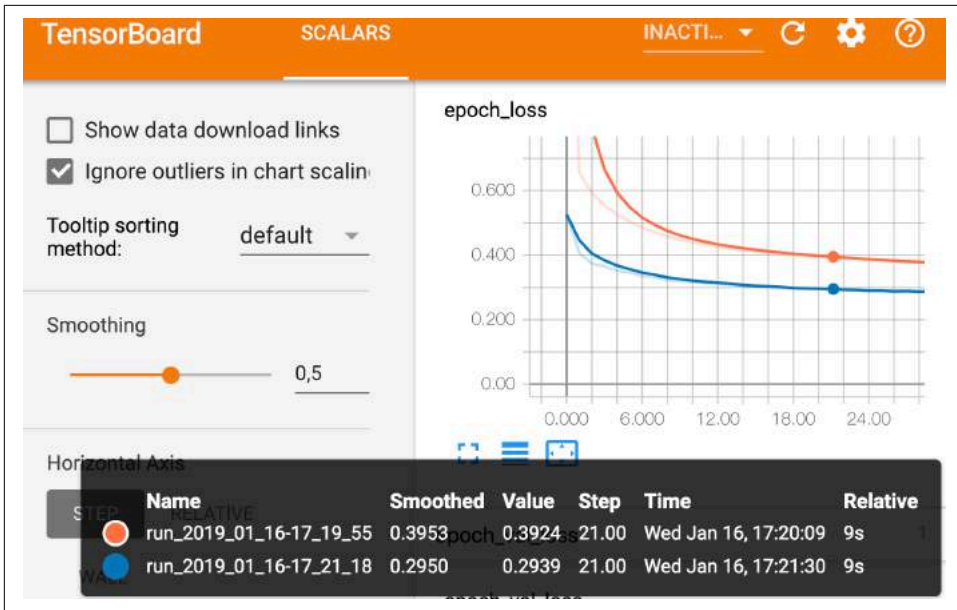 TensorBoard SCALARS INACTI...
Show data download links
Ignore outliers in chart scalin
Tooltip sorting
method: default
Smoothing
0,5
Horizontal Axis
STEP RELATIVE
WALL
epoch_loss
0.600
0.400
0.200
0.00
0.000 6.000 12.00 18.00 24.00
Name Smoothed Value Step Time Relative
run_2019_01_16-17_19_55 0.3953 0.3924 21.00 Wed Jan 16, 17:20:09 9s
run_2019_01_16-17_21_18 0.2950 0.2939 21.00 Wed Jan 16, 17:21:30 9s
1